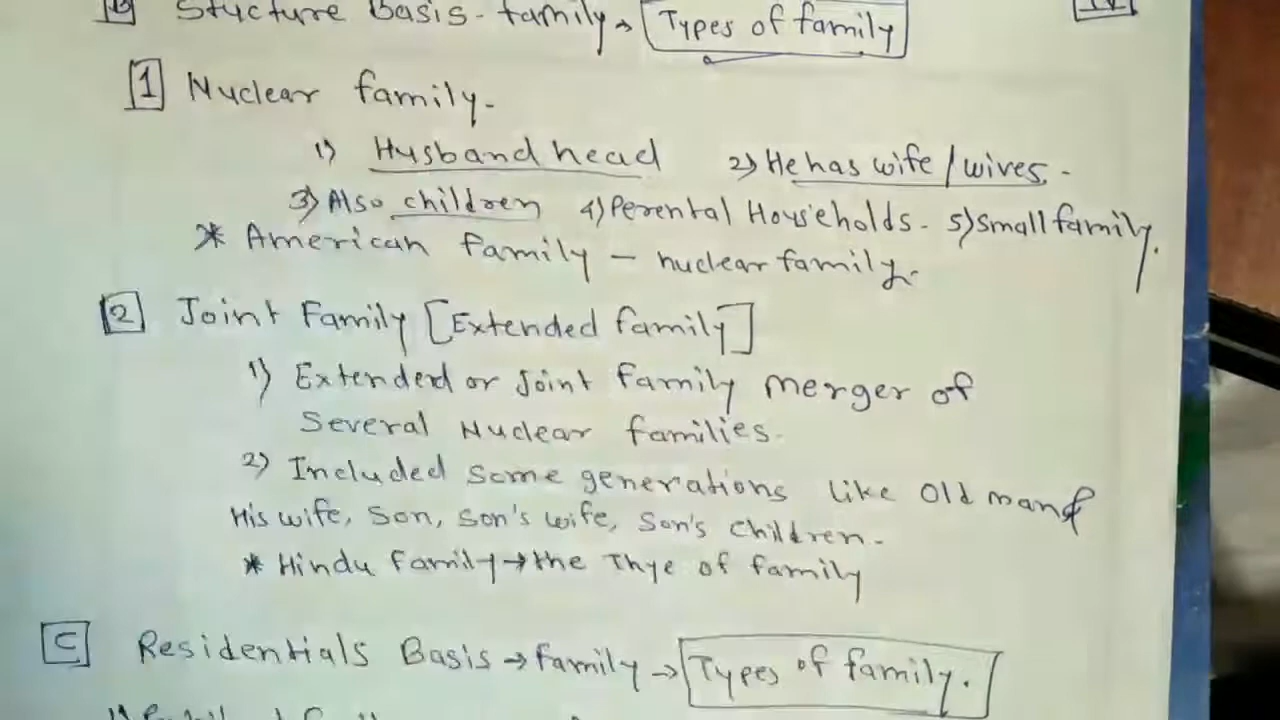 B Structure Basis - family → Types of family
1 Nuclear family -
1) Husband head 2) He has wife / wives. -
3) Also children 4) Perental Households - 5) Small family.
* American family - nuclear family.
2 Joint Family [Extended family]
1) Extended or Joint family merger of
Several Nuclear families.
2) Included Some generations like Old man &
His wife, Son, Son's wife, Son's Children -
* Hindu family → the Thye of family
C Residentials Basis → family → Types of family.